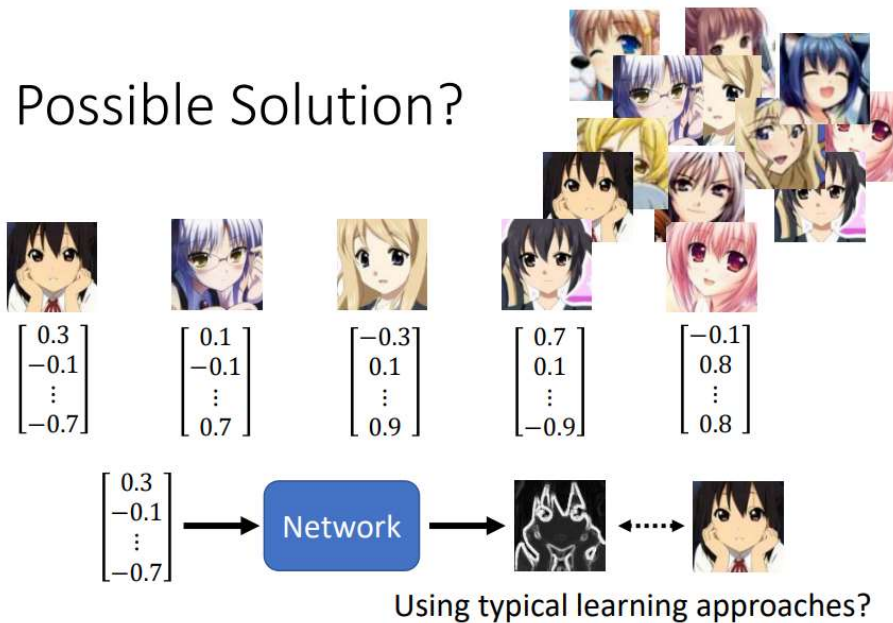 Possible Solution?
0.3 0.1 −0.3 0.7 −0.1
−0.1 −0.1 0.1 0.1 0.8
⋮ ⋮ ⋮ ⋮ ⋮
−0.7 0.7 0.9 −0.9 0.8
0.3
−0.1
⋮
−0.7
Network
Using typical learning approaches?